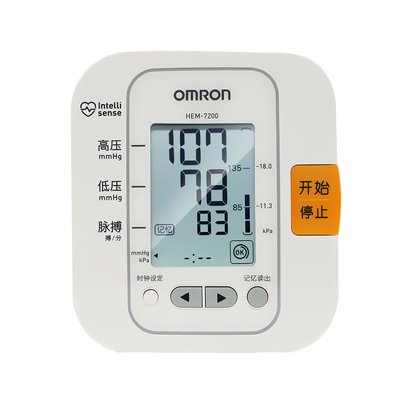 Intelli
sense
OMRON
HEM-7200
高压
mmHg
107
135
18.0
低压
mmHg
78
85
11.3
脉搏
搏/分
记忆
83
kPa
mmHg
kPa
-:--
OK
开始
停止
时钟设定
记忆读出